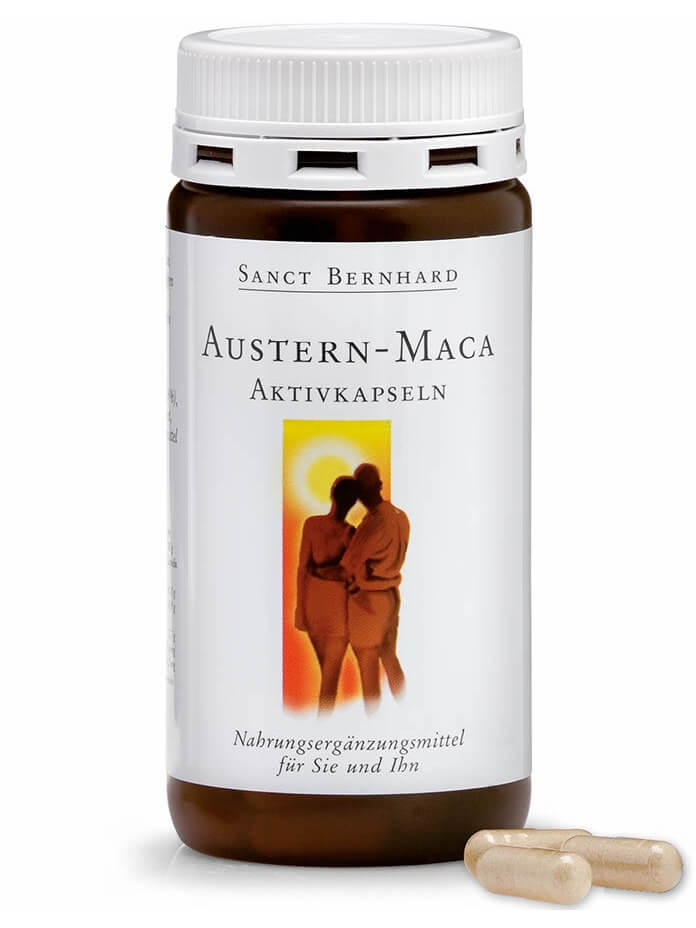 SANCT BERNHARD
AUSTERN-MACA
AKTIVKAPSELN
Nahrungsergänzungsmittel
für Sie und Ihn